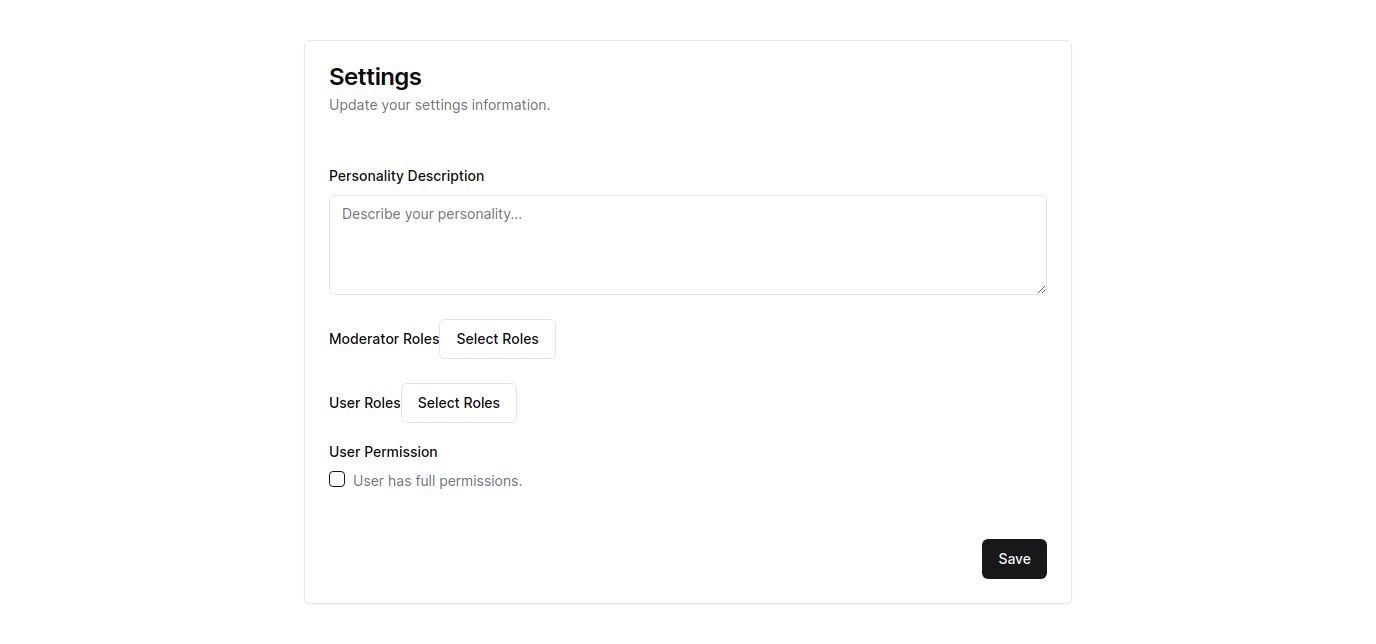 Settings
Update your settings information.
Personality Description
Describe your personality...
Moderator Roles Select Roles
User Roles Select Roles
User Permission
User has full permissions.
Save